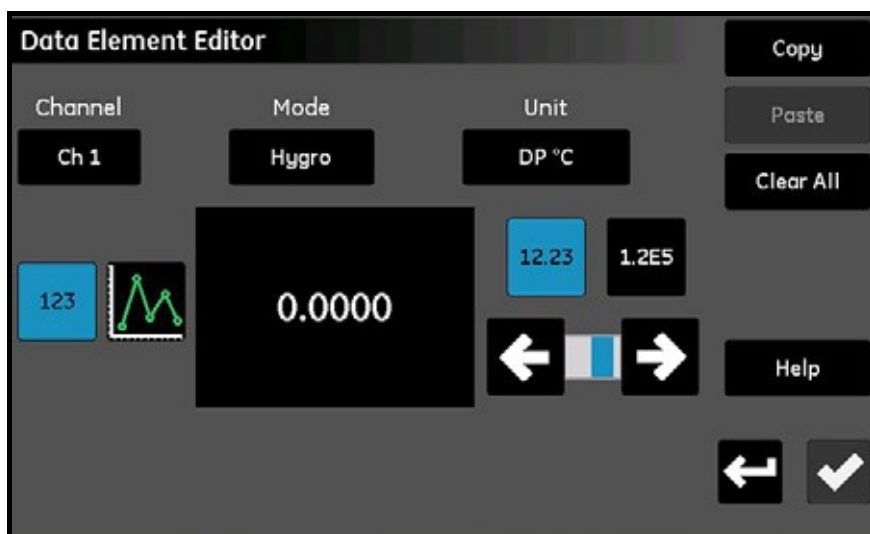 Data Element Editor
Copy
Channel
Mode
Unit
Paste
Ch 1
Hygro
DP °C
Clear All
12.23
1.2E5
123
0.0000
Help